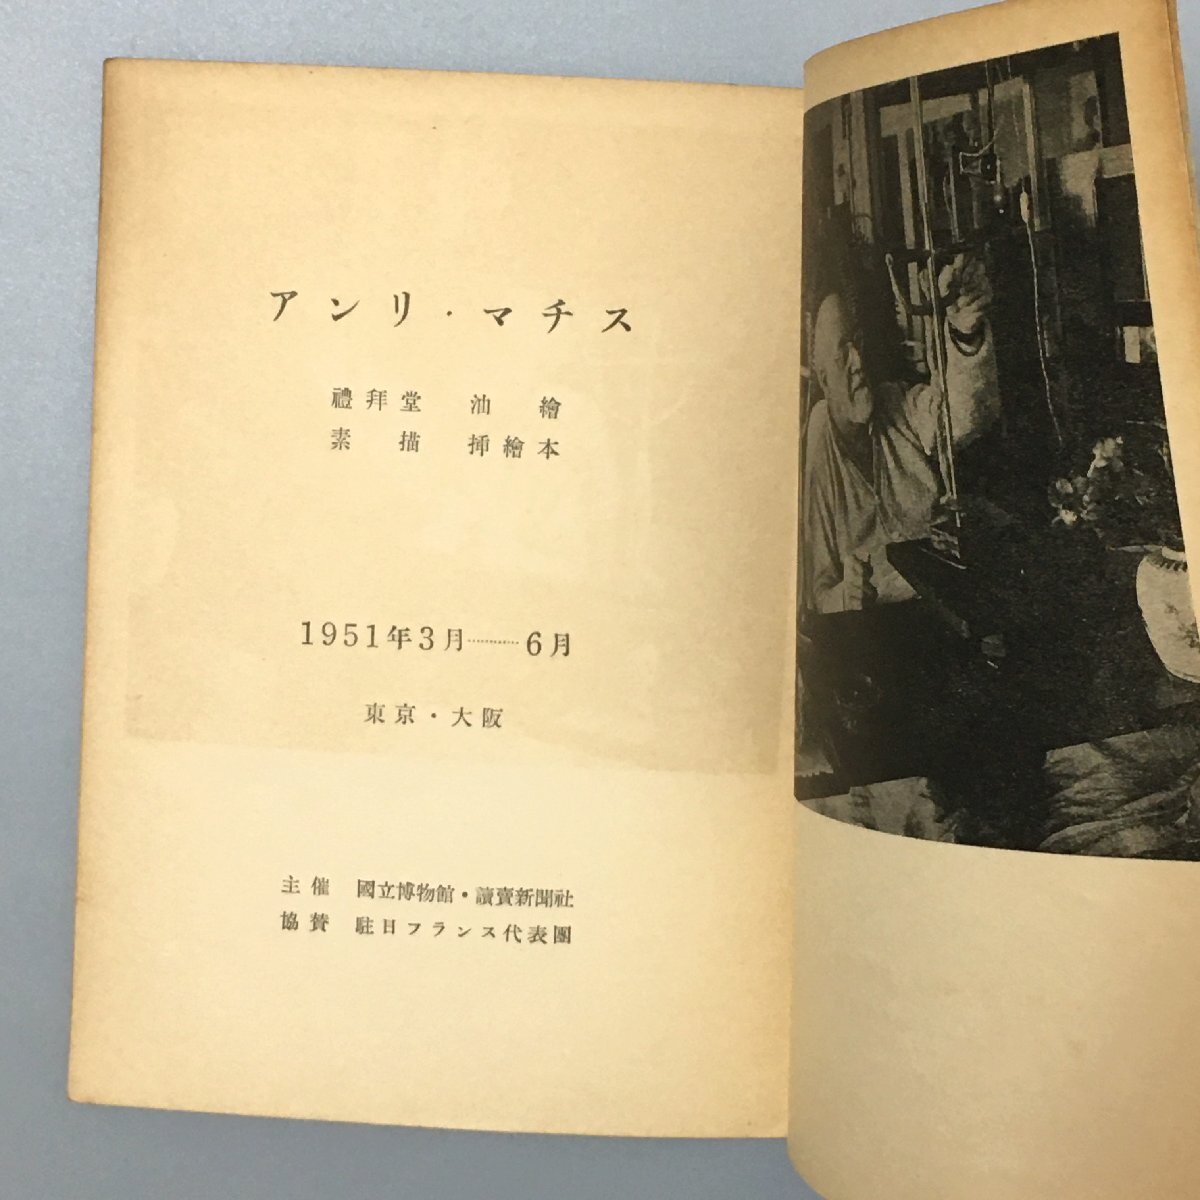 アンリ・マチス
禮拜堂 油繪
素描 揷繪本
1951年3月…………6月
東京・大阪
主催 國立博物館・讀賣新聞社
協賛 駐日フランス代表團